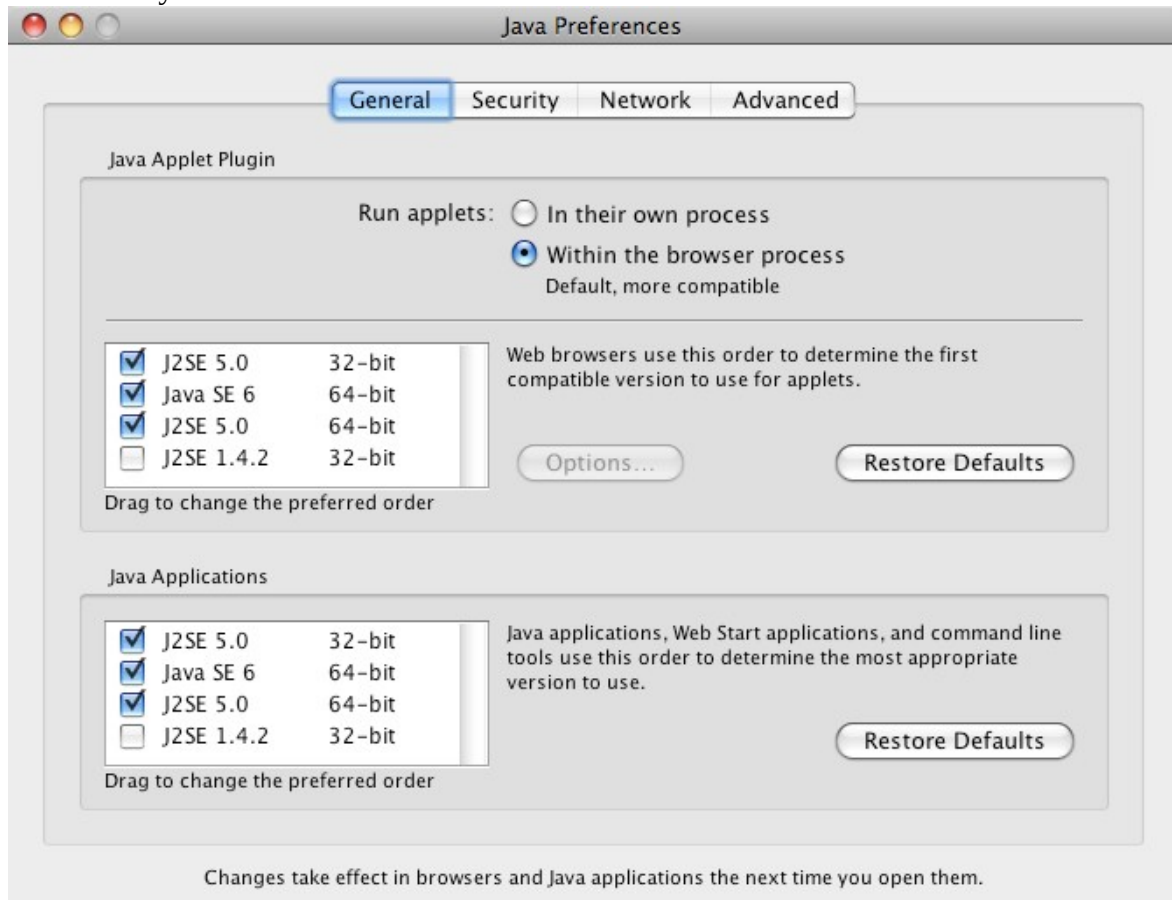 Java Preferences
General Security Network Advanced
Java Applet Plugin
Run applets: In their own process
Within the browser process
Default, more compatible
J2SE 5.0 32-bit
Java SE 6 64-bit
J2SE 5.0 64-bit
J2SE 1.4.2 32-bit
Drag to change the preferred order
Web browsers use this order to determine the first
compatible version to use for applets.
Options... Restore Defaults
Java Applications
J2SE 5.0 32-bit
Java SE 6 64-bit
J2SE 5.0 64-bit
J2SE 1.4.2 32-bit
Drag to change the preferred order
Java applications, Web Start applications, and command line
tools use this order to determine the most appropriate
version to use.
Restore Defaults
Changes take effect in browsers and Java applications the next time you open them.